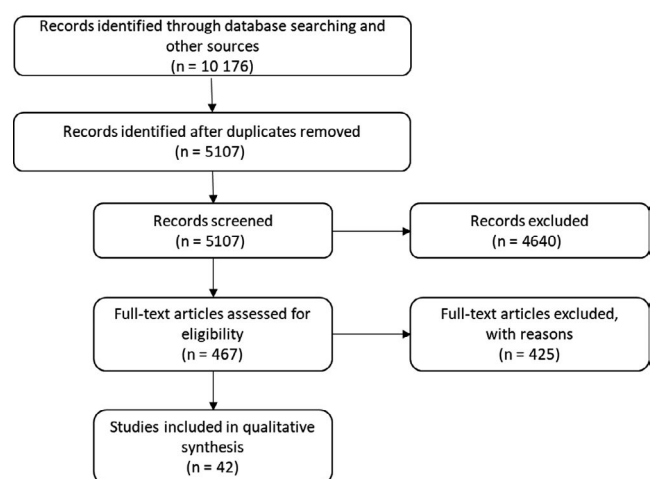 Records identified through database searching and
other sources
(n = 10 176)
Records identified after duplicates removed
(n = 5107)
Records screened
(n = 5107)
Records excluded
(n = 4640)
Full-text articles assessed for
eligibility
(n = 467)
Full-text articles excluded,
with reasons
(n = 425)
Studies included in qualitative
synthesis
(n = 42)